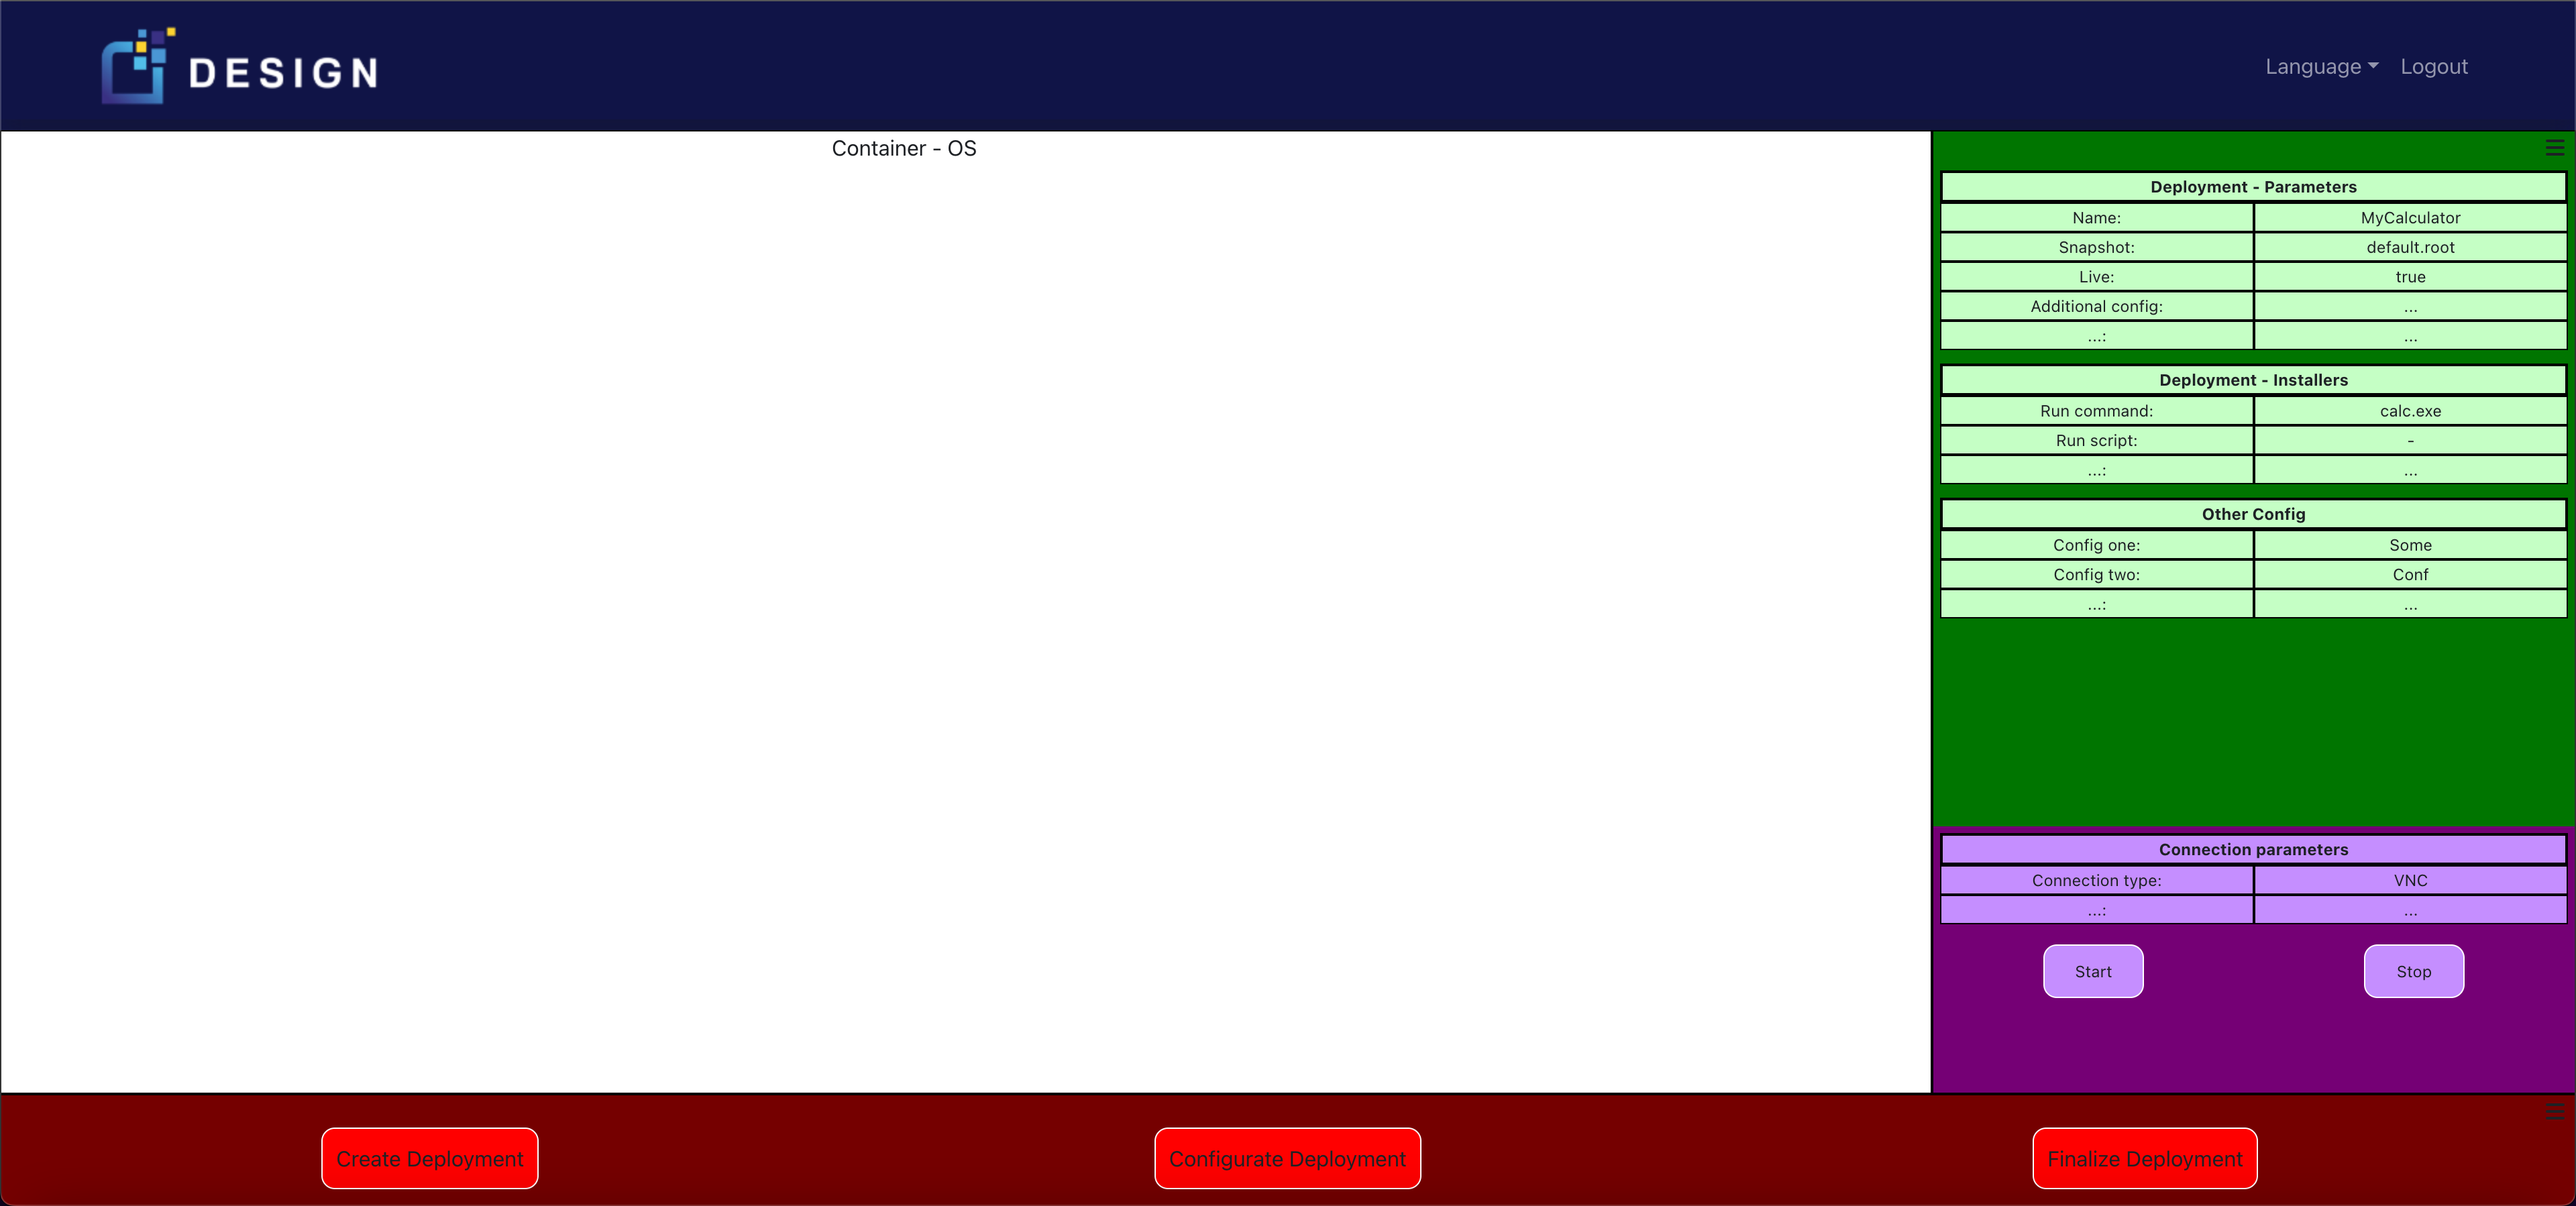 DESIGN
Language Logout
Container - OS
Deployment - Parameters
Name: MyCalculator
Snapshot: default.root
Live: true
Additional config: ...
...: ...
Deployment - Installers
Run command: calc.exe
Run script: -
...: ...
Other Config
Config one: Some
Config two: Conf
...: ...
Connection parameters
Connection type: VNC
...: ...
Start Stop
Create Deployment Configurate Deployment Finalize Deployment